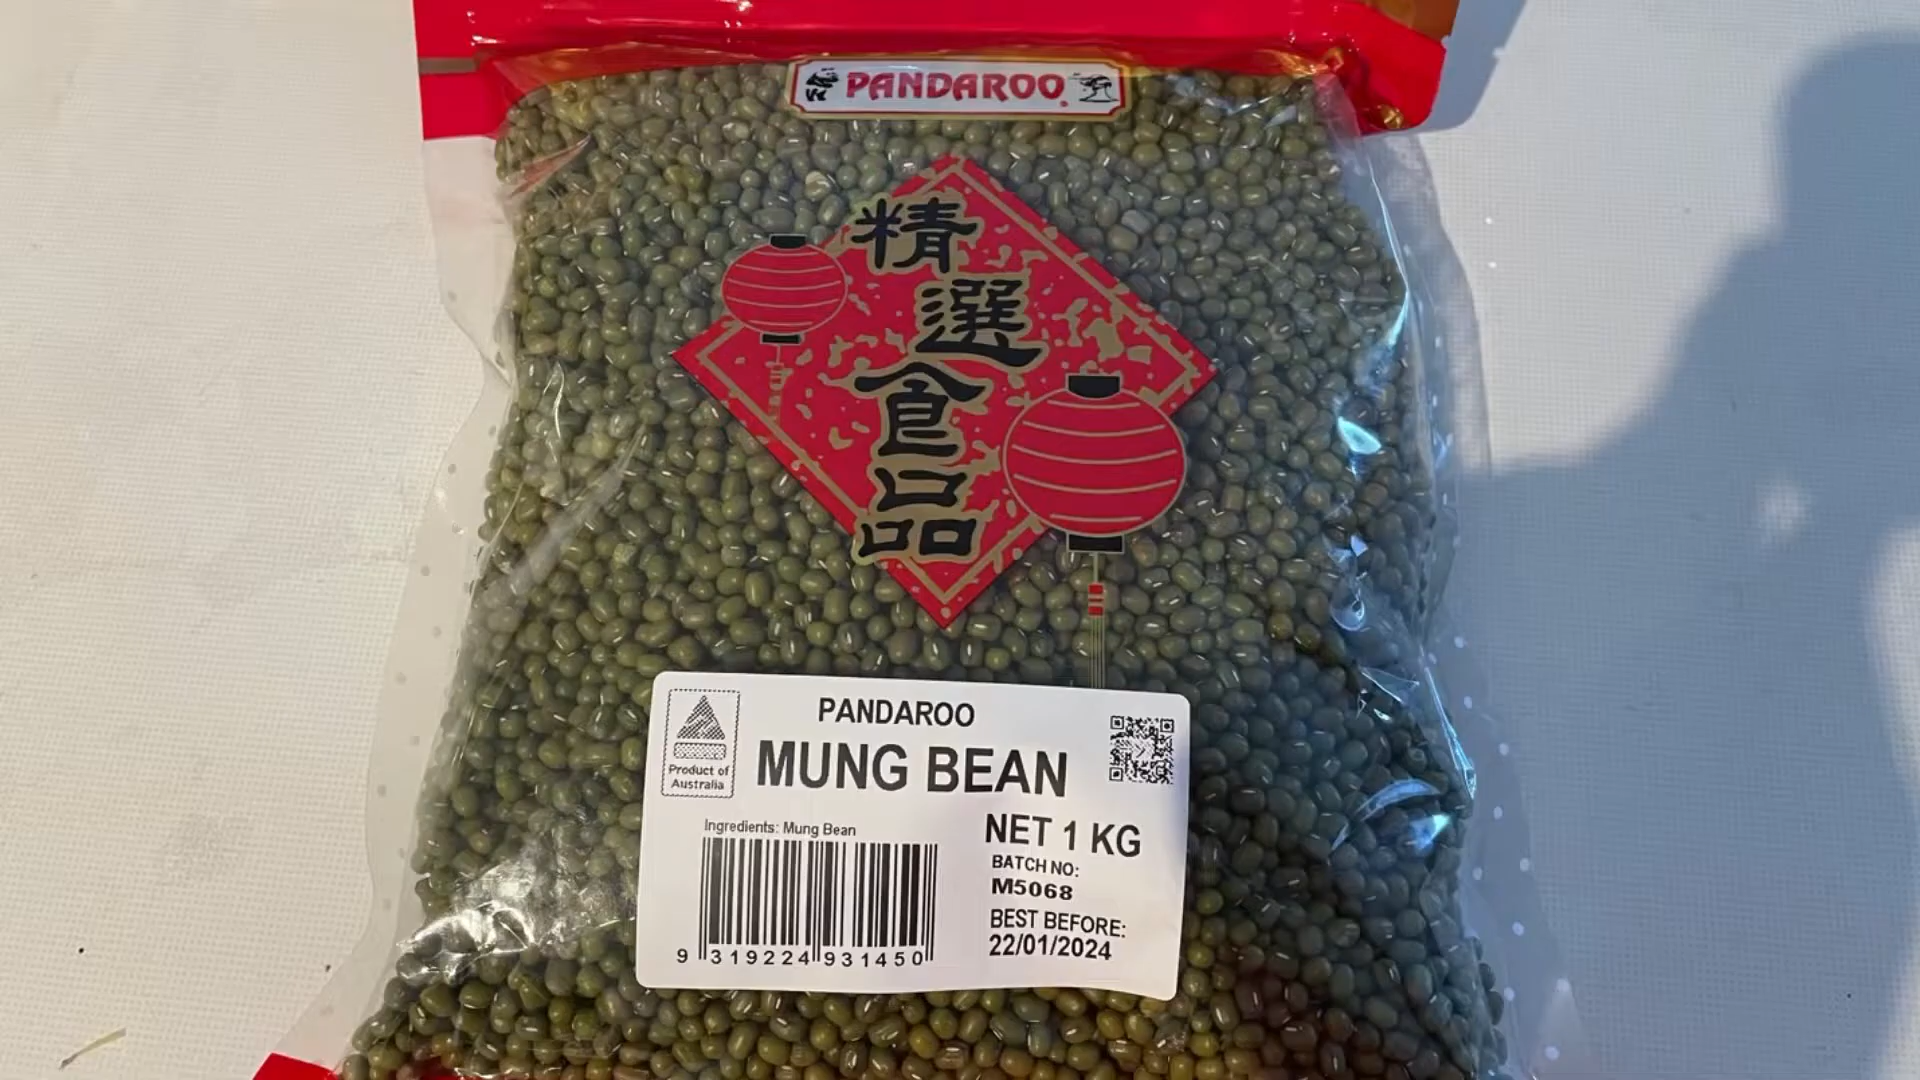 PANDAROO
精
選
食
品
PANDAROO
MUNG BEAN
Product of
Australia
Ingredients: Mung Bean
NET 1 KG
BATCH NO:
M5068
BEST BEFORE:
22/01/2024
9 319224 931450